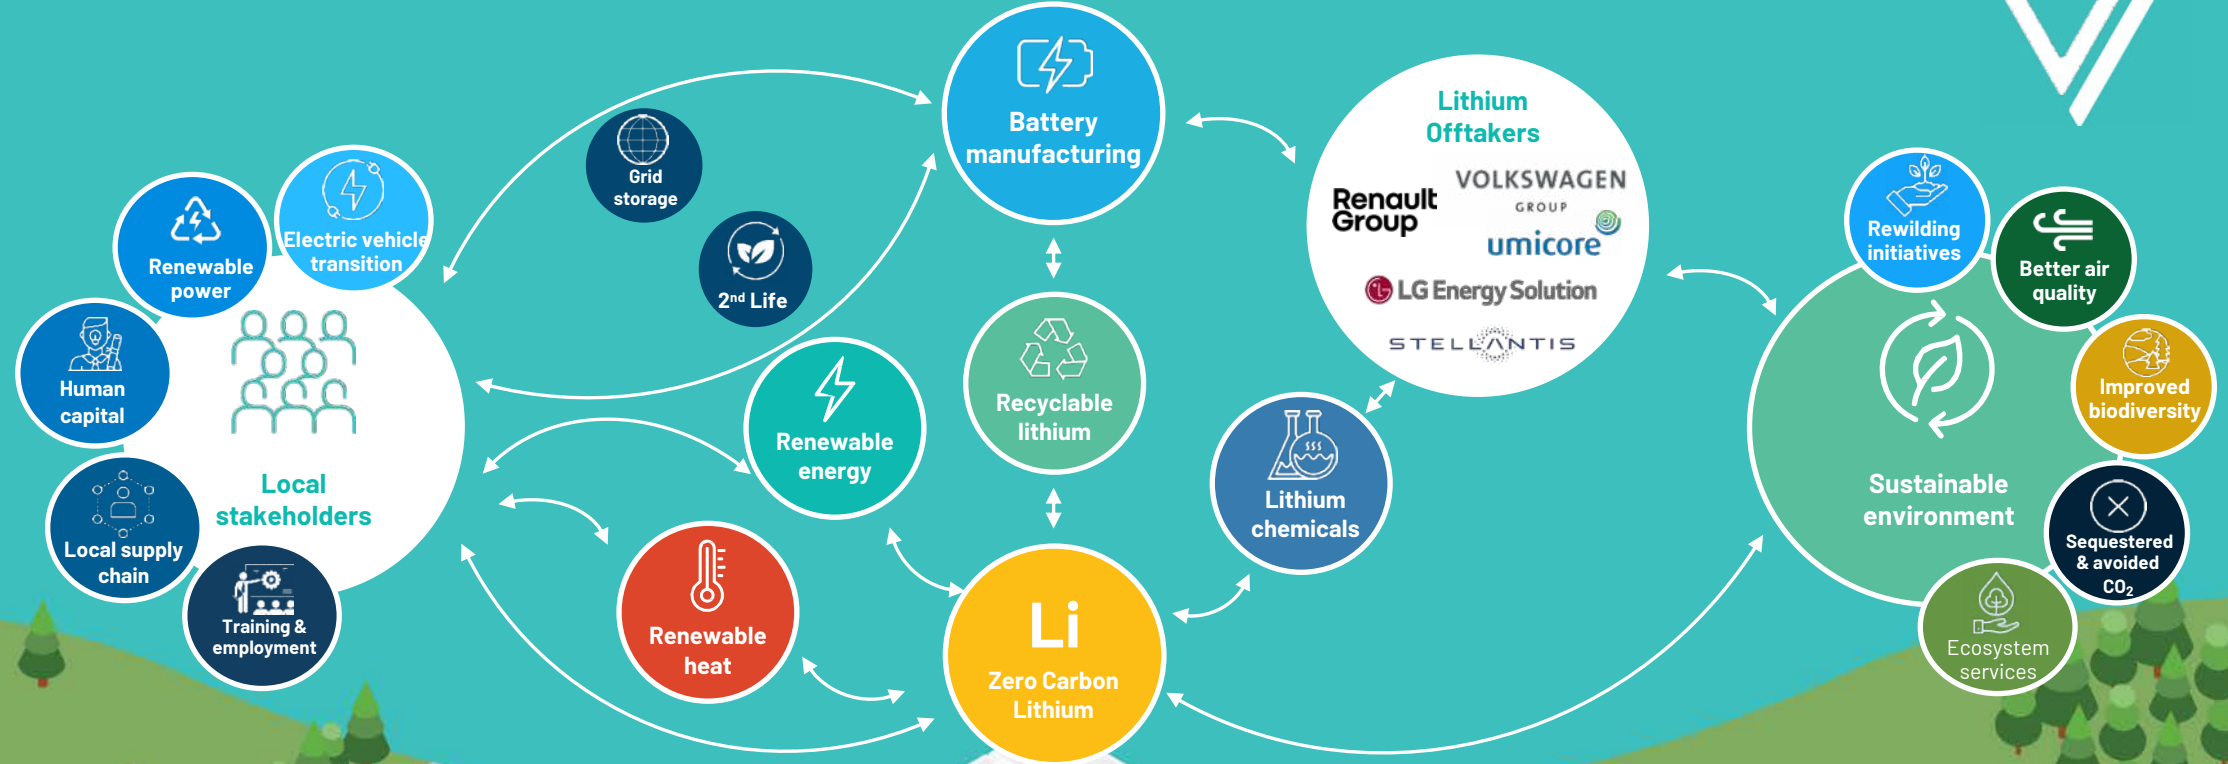 Battery
manufacturing
Lithium
Offtakers
Renault
Group
VOLKSWAGEN
GROUP
umicore
LG Energy Solution
STELLANTIS
Grid
storage
2nd Life
Electric vehicle
transition
Renewable
power
Human
capital
Local supply
chain
Training &
employment
Local
stakeholders
Renewable
energy
Recyclable
lithium
Renewable
heat
Lithium
chemicals
Li
Zero Carbon
Lithium
Rewilding
initiatives
Better air
quality
Improved
biodiversity
Sequestered
& avoided
CO₂
Ecosystem
services
Sustainable
environment